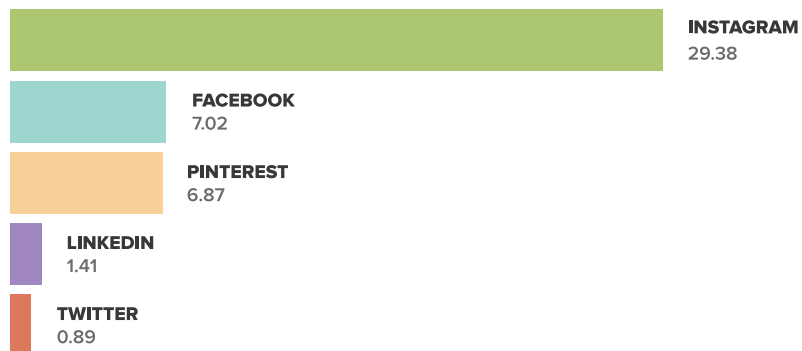 INSTAGRAM
29.38
FACEBOOK
7.02
PINTEREST
6.87
LINKEDIN
1.41
TWITTER
0.89